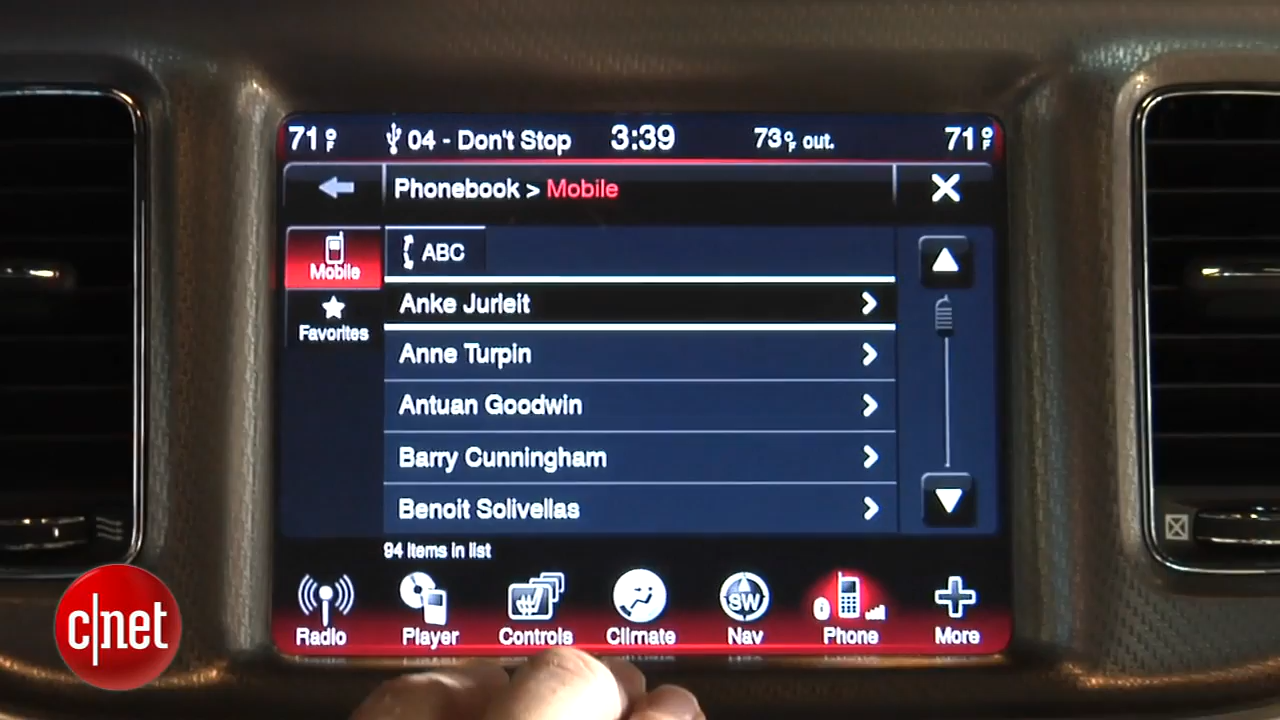 71°F 04 - Don't Stop 3:39 73°F out. 71°F
Phonebook > Mobile
Mobile
ABC
Favorites
Anke Jurleit
Anne Turpin
Antuan Goodwin
Barry Cunningham
Benoit Solivellas
94 items in list
SW
Radio Player Controls Climate Nav Phone More
c|net